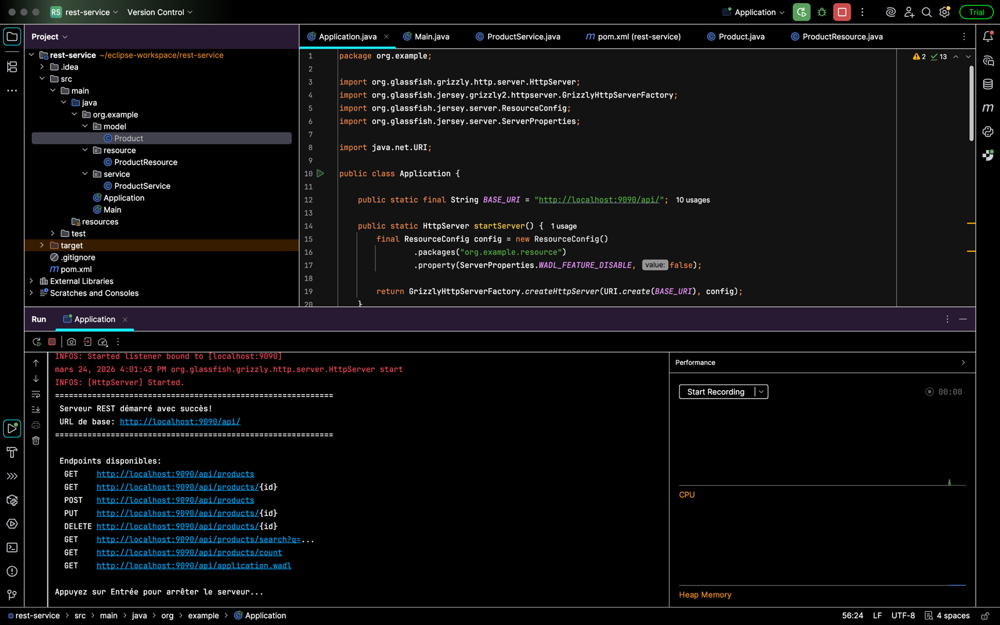 RS rest-service Version Control Application Trial
Project
rest-service ~/eclipse-workspace/rest-service
.idea
src
main
java
org.example
model
Product
resource
ProductResource
service
ProductService
Application
Main
resources
test
target
.gitignore
m pom.xml
External Libraries
Scratches and Consoles
Application.java Main.java ProductService.java m pom.xml (rest-service) Product.java ProductResource.java
2 13
1 package org.example;
2
3 import org.glassfish.grizzly.http.server.HttpServer;
4 import org.glassfish.jersey.grizzly2.httpserver.GrizzlyHttpServerFactory;
5 import org.glassfish.jersey.server.ResourceConfig;
6 import org.glassfish.jersey.server.ServerProperties;
7
8 import java.net.URI;
9
10 public class Application {
11
12 public static final String BASE_URI = "http://localhost:9090/api/"; 10 usages
13
14 public static HttpServer startServer() { 1 usage
15 final ResourceConfig config = new ResourceConfig()
16 .packages("org.example.resource")
17 .property(ServerProperties.WADL_FEATURE_DISABLE, value: false);
18
19 return GrizzlyHttpServerFactory.createHttpServer(URI.create(BASE_URI), config);
20 }
Run Application
INFOS: Started listener bound to [localhost:9090]
mars 24, 2026 4:01:43 PM org.glassfish.grizzly.http.server.HttpServer start
INFOS: [HttpServer] Started.
============================================================
Serveur REST démarré avec succès!
URL de base: http://localhost:9090/api/
============================================================
Endpoints disponibles:
GET http://localhost:9090/api/products
GET http://localhost:9090/api/products/{id}
POST http://localhost:9090/api/products
PUT http://localhost:9090/api/products/{id}
DELETE http://localhost:9090/api/products/{id}
GET http://localhost:9090/api/products/search?q=...
GET http://localhost:9090/api/products/count
GET http://localhost:9090/api/application.wadl
Appuyez sur Entrée pour arrêter le serveur...
Performance
Start Recording 00:00
CPU
Heap Memory
rest-service > src > main > java > org > example > Application 56:24 LF UTF-8 4 spaces